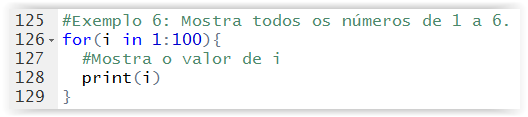 125 #Exemplo 6: Mostra todos os números de 1 a 6.
126 for(i in 1:100){
127   #Mostra o valor de i
128   print(i)
129 }